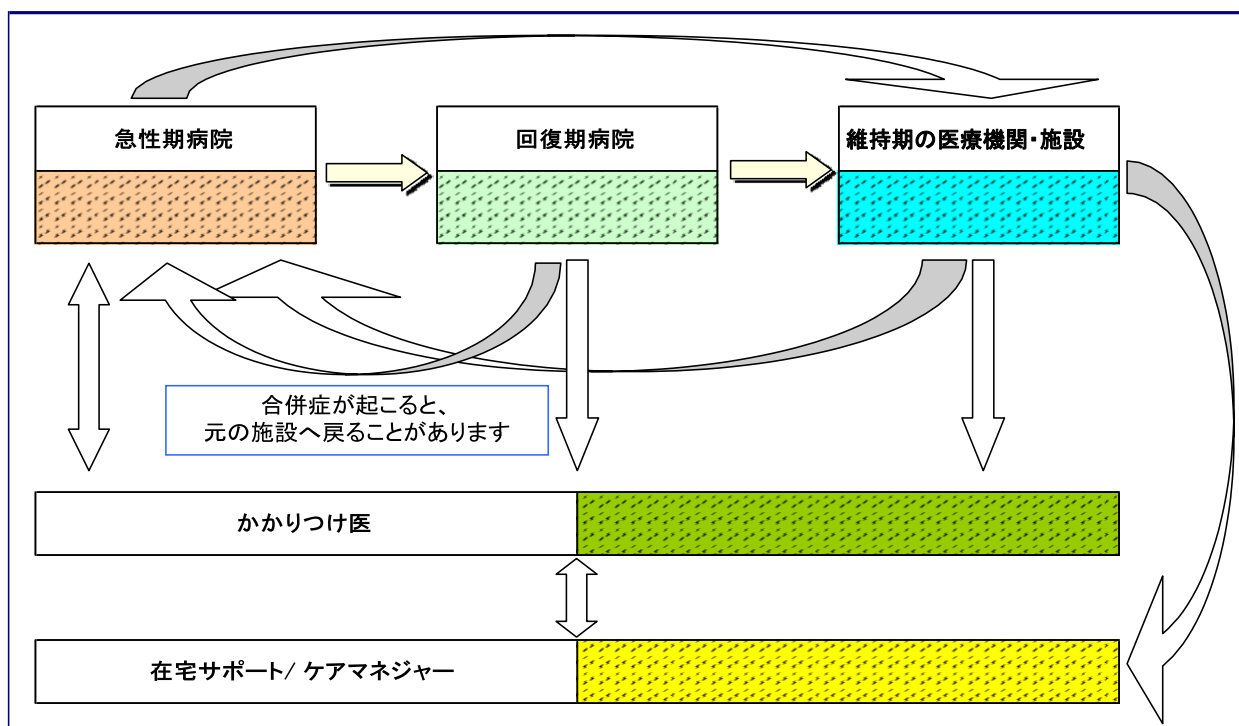 急性期病院
回復期病院
維持期の医療機関・施設
合併症が起こると、
元の施設へ戻ることがあります
かかりつけ医
在宅サポート/ ケアマネジャー